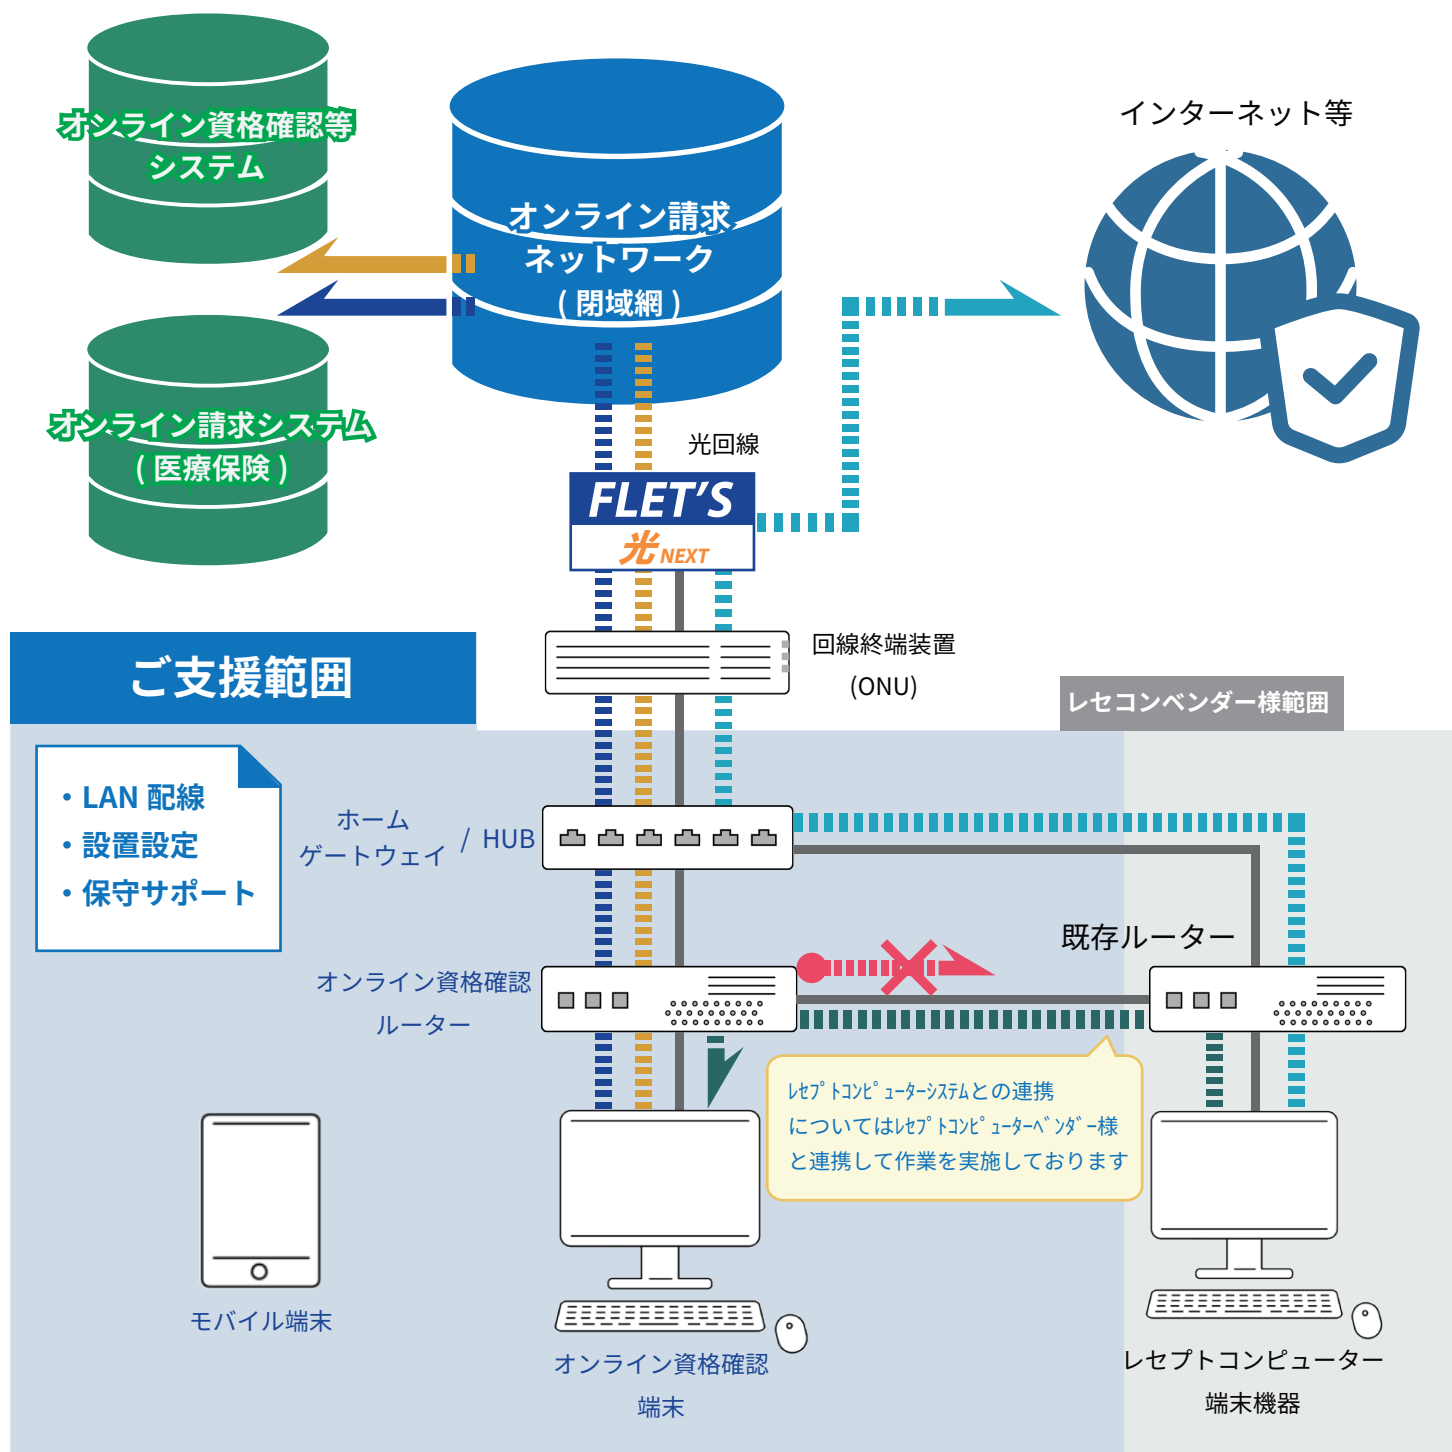 オンライン資格確認等
システム
オンライン請求
ネットワーク
( 閉域網 )
インターネット等
オンライン請求システム
( 医療保険 )
光回線
FLET'S
光 NEXT
回線終端装置
(ONU)
ご支援範囲
レセコンベンダー様範囲
・LAN 配線
・設置設定
・保守サポート
ホーム
ゲートウェイ / HUB
既存ルーター
オンライン資格確認
ルーター
ﾚｾﾌﾟﾄｺﾝﾋﾟｭｰﾀｰｼｽﾃﾑとの連携
についてはﾚｾﾌﾟﾄｺﾝﾋﾟｭｰﾀｰﾍﾞﾝﾀﾞｰ様
と連携して作業を実施しております
モバイル端末
オンライン資格確認
端末
レセプトコンピューター
端末機器